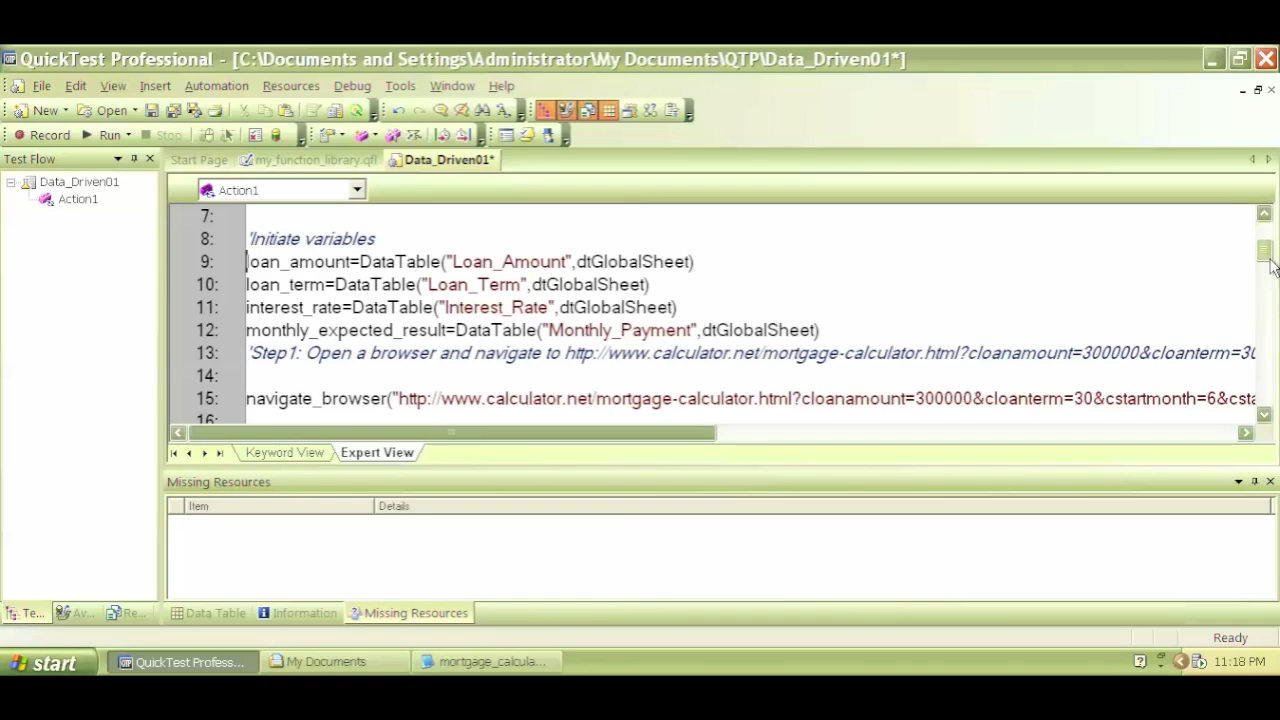 QuickTest Professional - [C:\Documents and Settings\Administrator\My Documents\QTP\Data_Driven01*]
File Edit View Insert Automation Resources Debug Tools Window Help
New Open
Record Run Stop
Test Flow
Start Page my_function_library.qfl Data_Driven01*
Data_Driven01
Action1
Action1
7:
8: 'Initiate variables
9: loan_amount=DataTable("Loan_Amount",dtGlobalSheet)
10: loan_term=DataTable("Loan_Term",dtGlobalSheet)
11: interest_rate=DataTable("Interest_Rate",dtGlobalSheet)
12: monthly_expected_result=DataTable("Monthly_Payment",dtGlobalSheet)
13: 'Step1: Open a browser and navigate to http://www.calculator.net/mortgage-calculator.html?cloanamount=300000&cloanterm=30
14:
15: navigate_browser("http://www.calculator.net/mortgage-calculator.html?cloanamount=300000&cloanterm=30&cstartmonth=6&csta
16:
Keyword View Expert View
Missing Resources
Item Details
Te... Av... Re... Data Table Information Missing Resources
Ready
start QuickTest Profess... My Documents mortgage_calcula... 11:18 PM